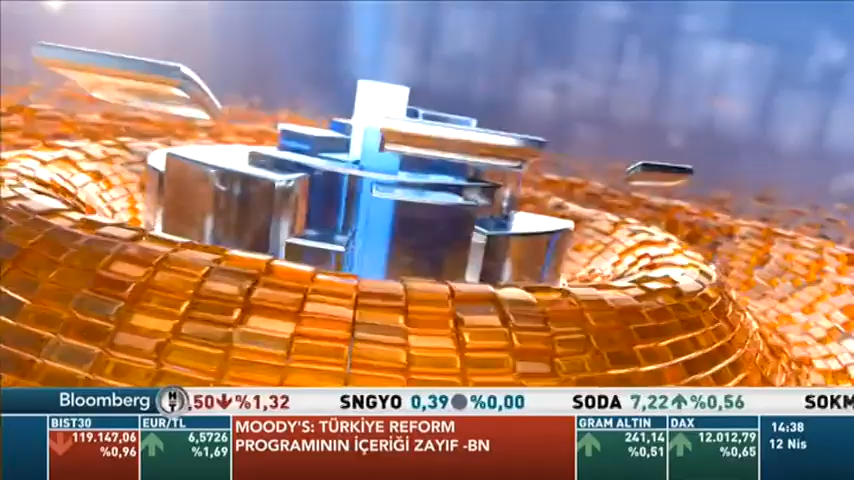 Bloomberg HT ,50 %1,32 SNGYO 0,39 %0,00 SODA 7,22 %0,56 SOKM
BIST30
119.147,06
%0,96
EUR/TL
6,5726
%1,69
MOODY'S: TÜRKİYE REFORM
PROGRAMININ İÇERİĞİ ZAYIF -BN
GRAM ALTIN
241,14
%0,51
DAX
12.012,79
%0,65
14:38
12 Nis